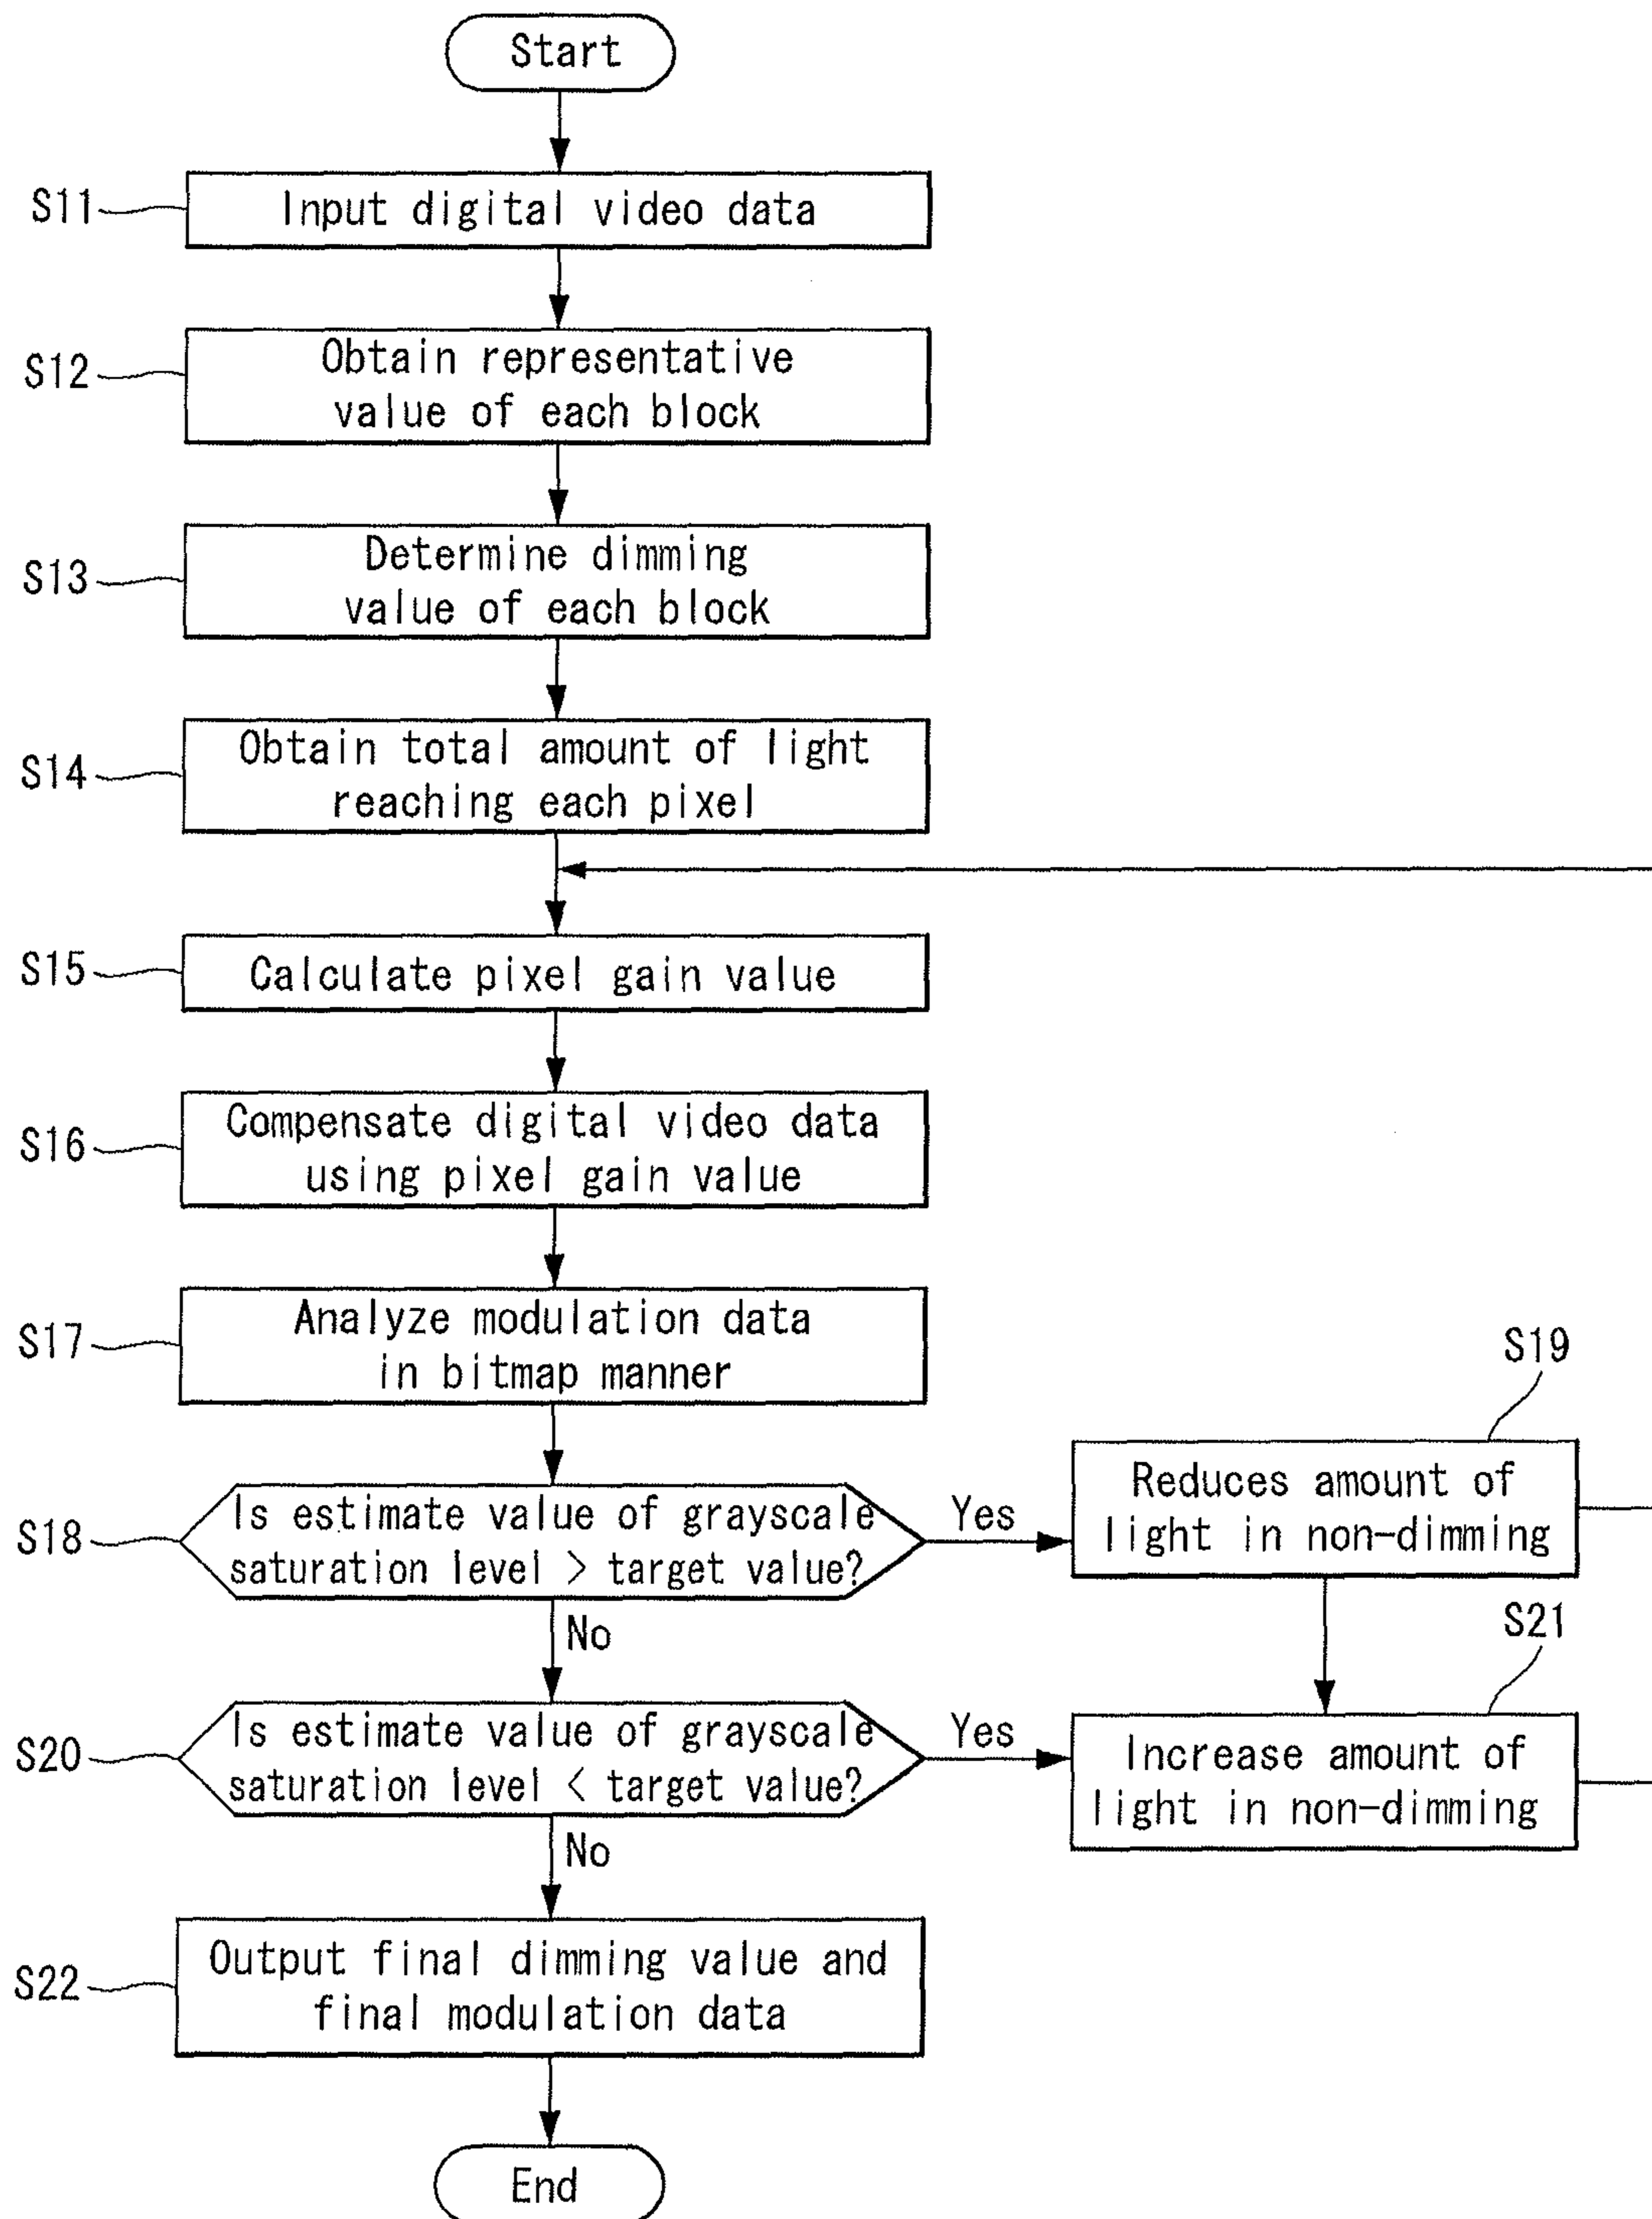 Start
S11
Input digital video data
S12
Obtain representative
value of each block
S13
Determine dimming
value of each block
S14
Obtain total amount of light
reaching each pixel
S15
Calculate pixel gain value
S16
Compensate digital video data
using pixel gain value
S17
Analyze modulation data
in bitmap manner
S18
Is estimate value of grayscale
saturation level > target value?
Yes
No
S19
Reduces amount of
light in non-dimming
S20
Is estimate value of grayscale
saturation level < target value?
Yes
No
S21
Increase amount of
light in non-dimming
S22
Output final dimming value and
final modulation data
End